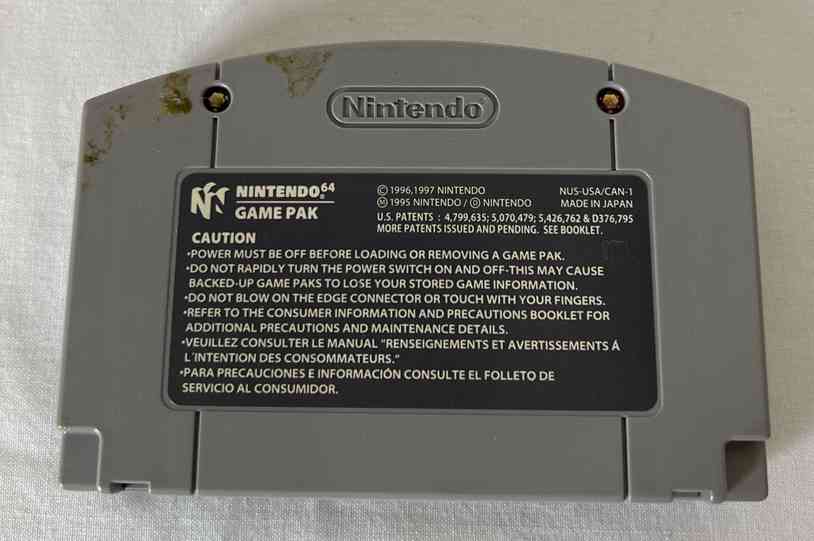 Nintendo
NINTENDO 64
®
GAME PAK
© 1996,1997 NINTENDO
Ⓜ 1995 NINTENDO / Ⓓ NINTENDO
NUS-USA/CAN-1
MADE IN JAPAN
U.S. PATENTS : 4,799,635; 5,070,479; 5,426,762 & D376,795
MORE PATENTS ISSUED AND PENDING. SEE BOOKLET.
CAUTION
•POWER MUST BE OFF BEFORE LOADING OR REMOVING A GAME PAK.
•DO NOT RAPIDLY TURN THE POWER SWITCH ON AND OFF-THIS MAY CAUSE
BACKED-UP GAME PAKS TO LOSE YOUR STORED GAME INFORMATION.
•DO NOT BLOW ON THE EDGE CONNECTOR OR TOUCH WITH YOUR FINGERS.
•REFER TO THE CONSUMER INFORMATION AND PRECAUTIONS BOOKLET FOR
ADDITIONAL PRECAUTIONS AND MAINTENANCE DETAILS.
•VEUILLEZ CONSULTER LE MANUAL "RENSEIGNEMENTS ET AVERTISSEMENTS Á
L'INTENTION DES CONSOMMATEURS."
•PARA PRECAUCIONES E INFORMACIÓN CONSULTE EL FOLLETO DE
SERVICIO AL CONSUMIDOR.